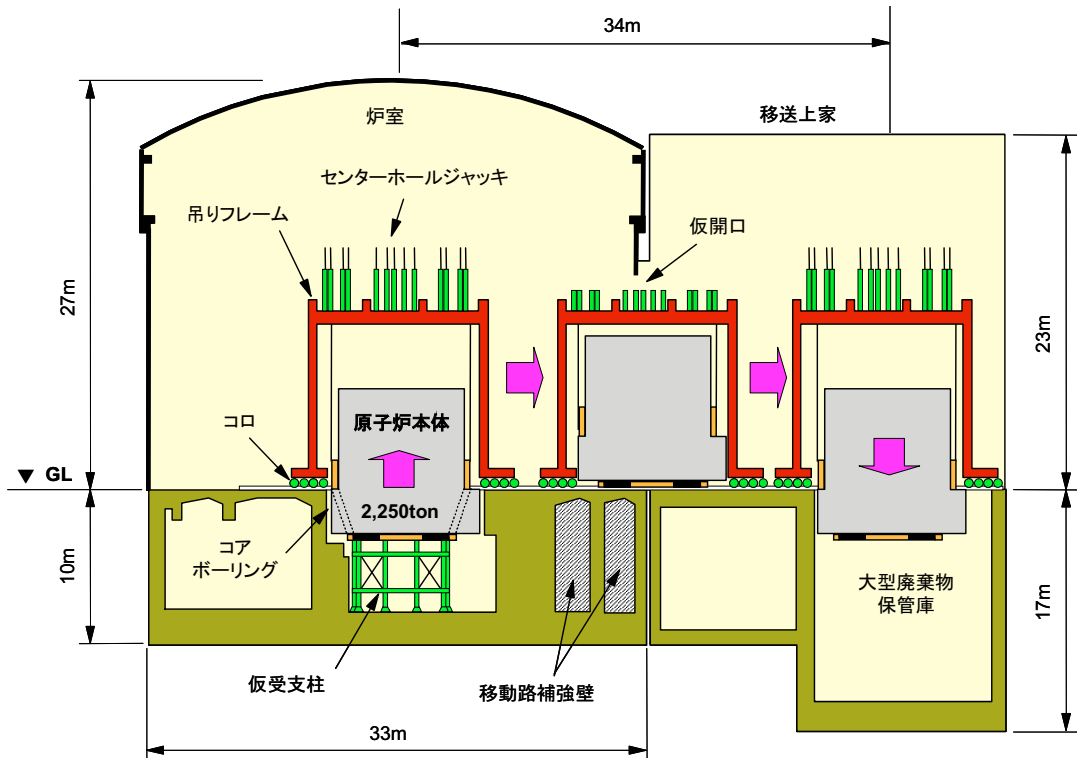 34m
炉室
移送上家
センターホールジャッキ
吊りフレーム
仮開口
27m
23m
コロ
原子炉本体
▼ GL
2,250ton
コア
ボーリング
10m
大型廃棄物
保管庫
17m
仮受支柱
移動路補強壁
33m